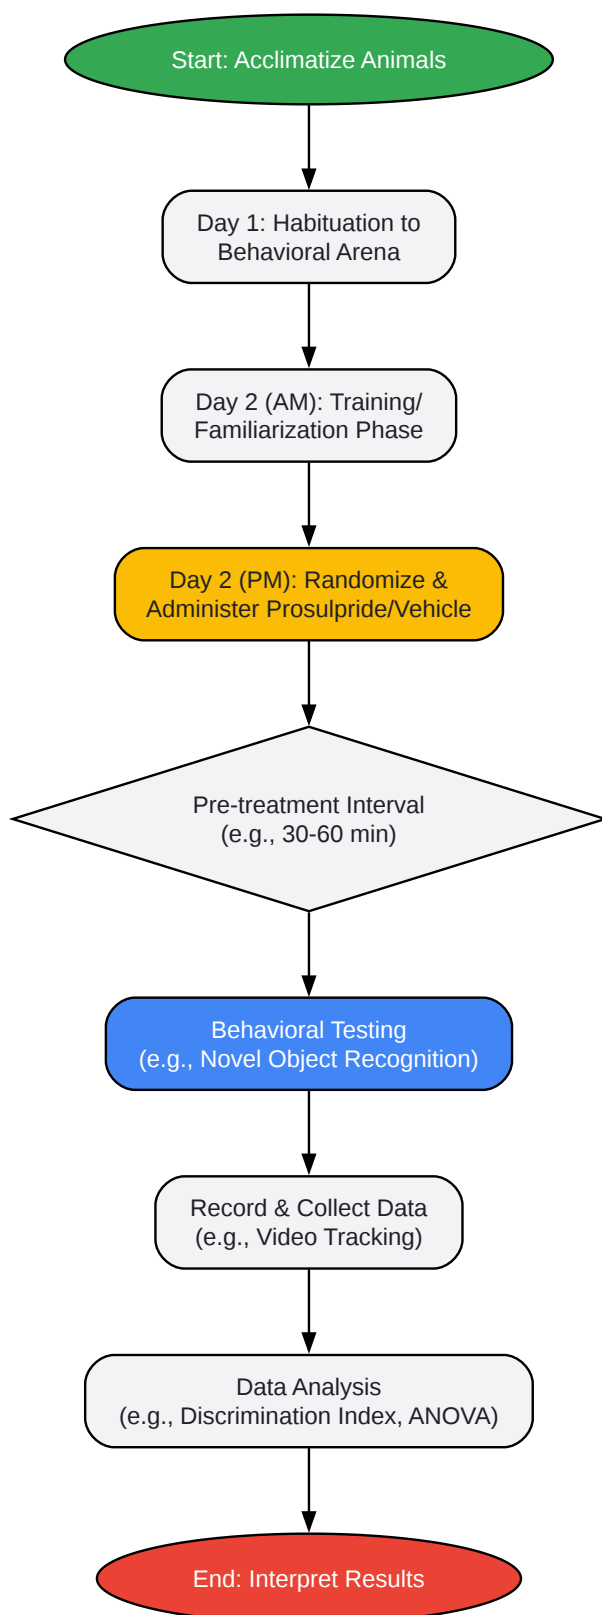 Start: Acclimatize Animals
Day 1: Habituation to
Behavioral Arena
Day 2 (AM): Training/
Familiarization Phase
Day 2 (PM): Randomize &
Administer Prosulpride/Vehicle
Pre-treatment Interval
(e.g., 30-60 min)
Behavioral Testing
(e.g., Novel Object Recognition)
Record & Collect Data
(e.g., Video Tracking)
Data Analysis
(e.g., Discrimination Index, ANOVA)
End: Interpret Results